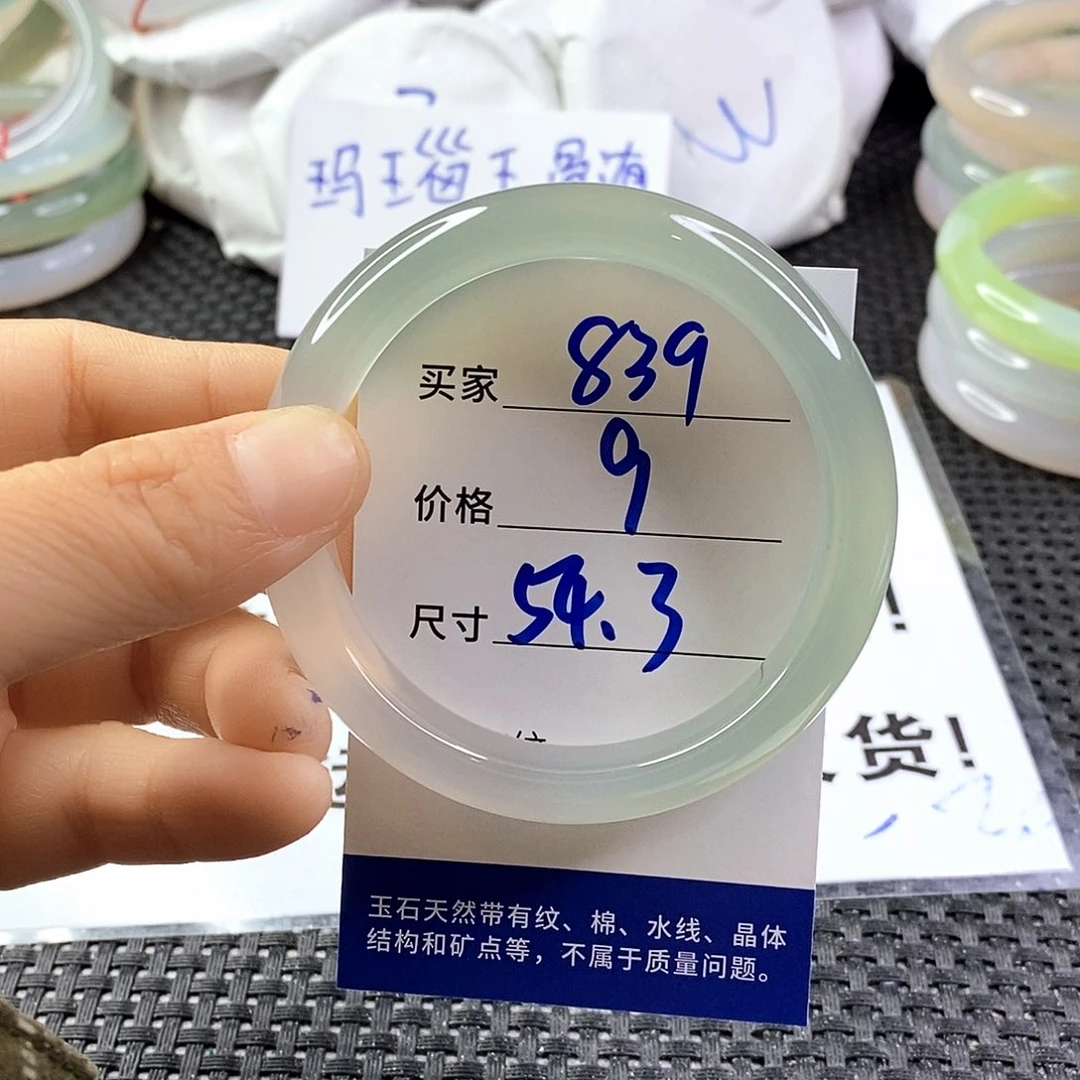 玛瑙玉
买家 839
价格 9
尺寸 54.3
货!
玉石天然带有纹、棉、水线、晶体
结构和矿点等，不属于质量问题。